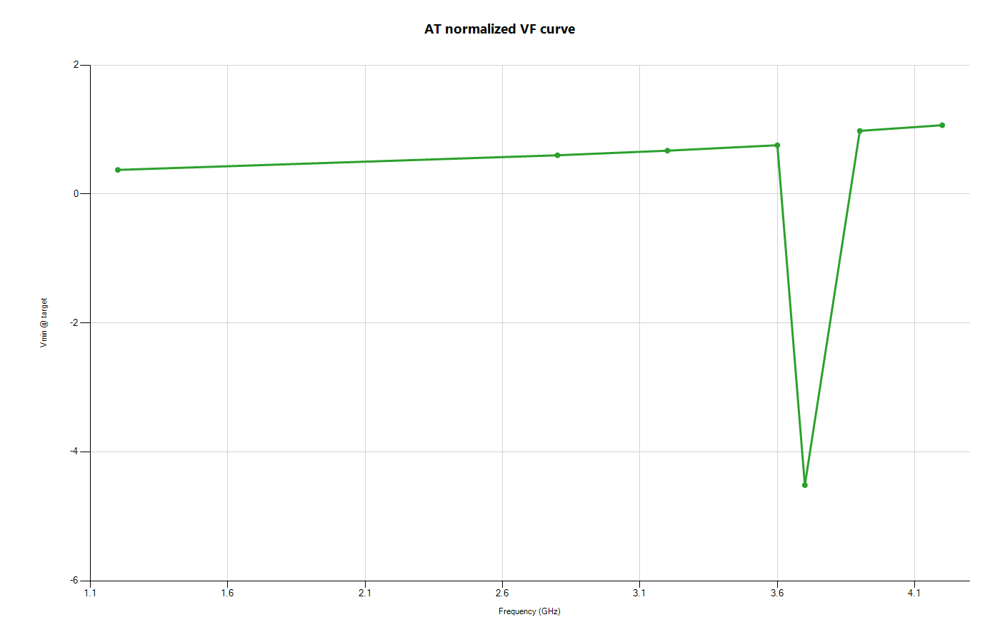 AT normalized VF curve
2
0
-2
-4
-6
Vmin @ target
1.1 1.6 2.1 2.6 3.1 3.6 4.1
Frequency (GHz)